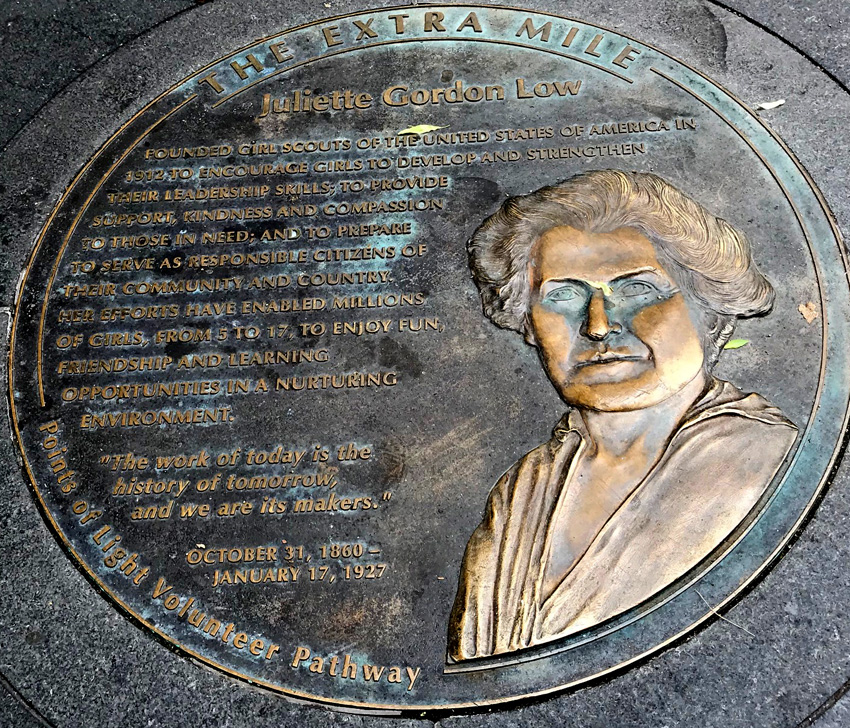 THE EXTRA MILE
Juliette Gordon Low
FOUNDED GIRL SCOUTS OF THE UNITED STATES OF AMERICA IN
1912 TO ENCOURAGE GIRLS TO DEVELOP AND STRENGTHEN
THEIR LEADERSHIP SKILLS; TO PROVIDE
SUPPORT, KINDNESS AND COMPASSION
TO THOSE IN NEED; AND TO PREPARE
TO SERVE AS RESPONSIBLE CITIZENS OF
THEIR COMMUNITY AND COUNTRY.
HER EFFORTS HAVE ENABLED MILLIONS
OF GIRLS, FROM 5 TO 17, TO ENJOY FUN,
FRIENDSHIP AND LEARNING
OPPORTUNITIES IN A NURTURING
ENVIRONMENT.
"The work of today is the
history of tomorrow,
and we are its makers."
OCTOBER 31, 1860 –
JANUARY 17, 1927
Points of Light Volunteer Pathway